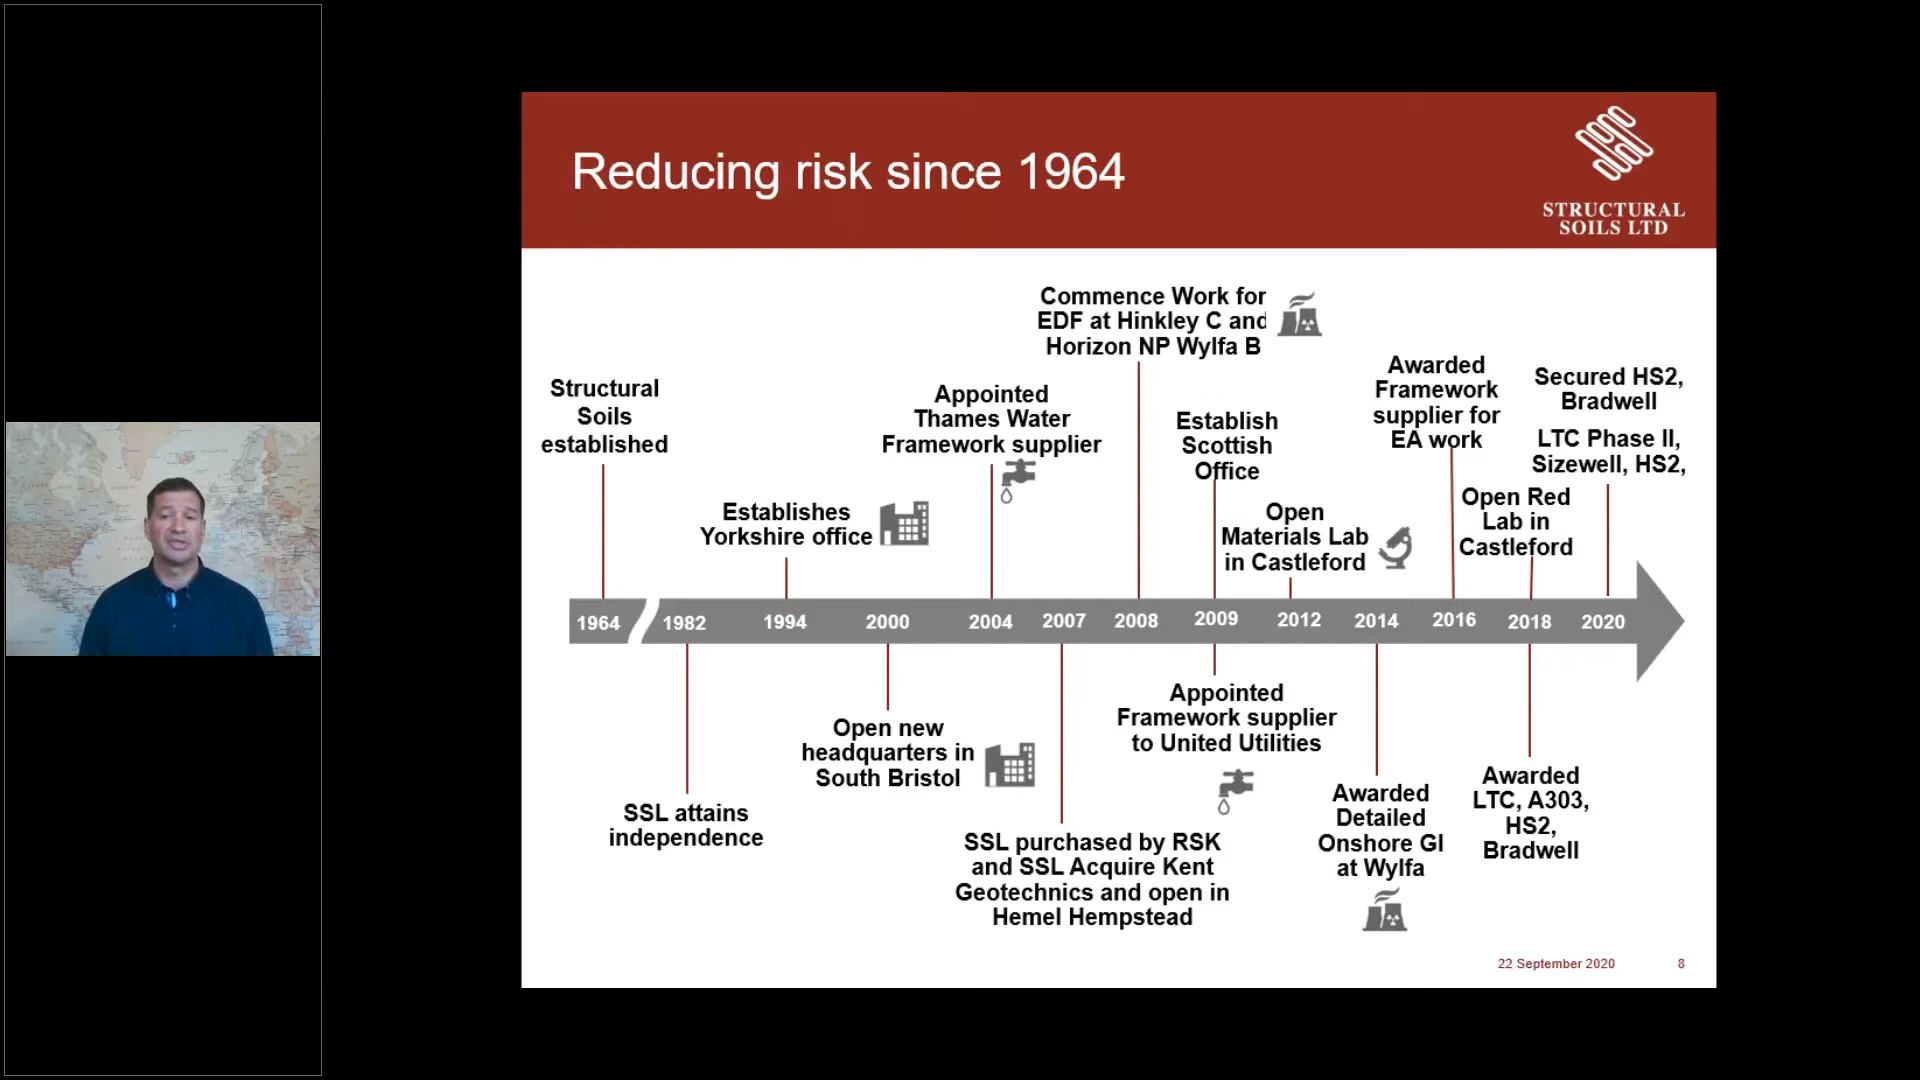 Reducing risk since 1964
STRUCTURAL
SOILS LTD
Commence Work for
EDF at Hinkley C and
Horizon NP Wylfa B
Structural
Soils
established
Establishes
Yorkshire office
Appointed
Thames Water
Framework supplier
Establish
Scottish
Office
Open
Materials Lab
in Castleford
Awarded
Framework
supplier for
EA work
Open Red
Lab in
Castleford
Secured HS2,
Bradwell
LTC Phase II,
Sizewell, HS2,
1964 1982 1994 2000 2004 2007 2008 2009 2012 2014 2016 2018 2020
SSL attains
independence
Open new
headquarters in
South Bristol
SSL purchased by RSK
and SSL Acquire Kent
Geotechnics and open in
Hemel Hempstead
Appointed
Framework supplier
to United Utilities
Awarded
Detailed
Onshore GI
at Wylfa
Awarded
LTC, A303,
HS2,
Bradwell
22 September 2020 8